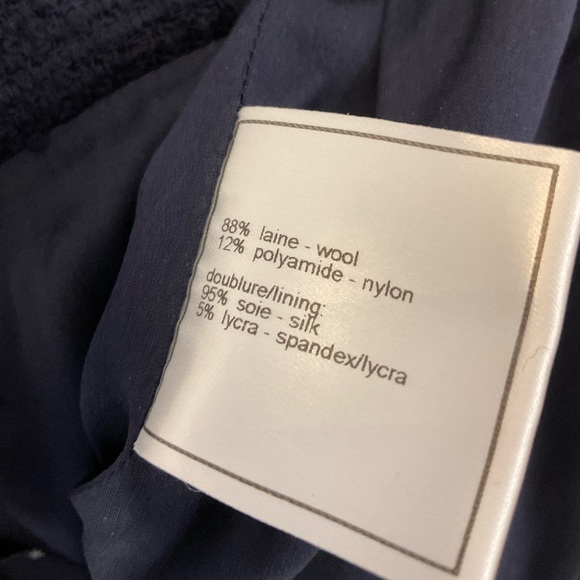 88% laine - wool
12% polyamide - nylon
doublure/lining:
95% soie - silk
5% lycra - spandex/lycra